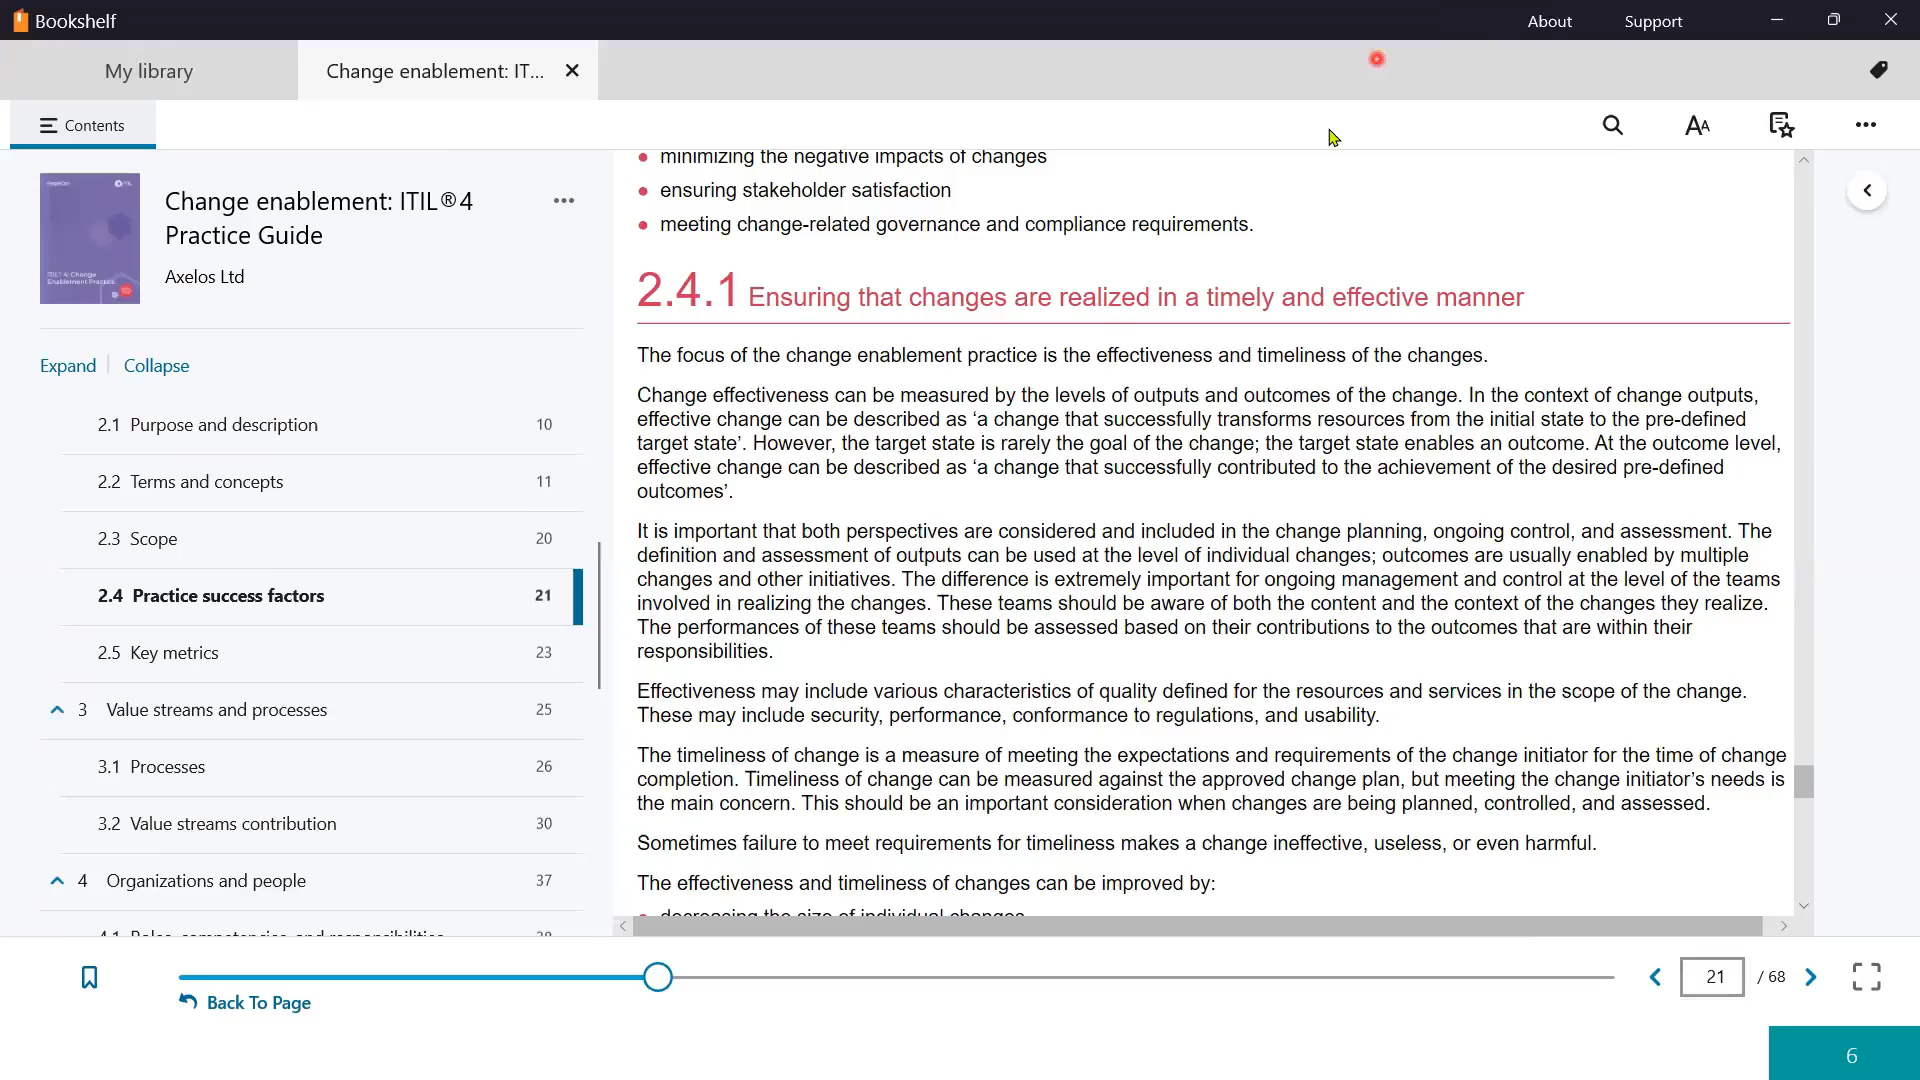 Bookshelf
About
Support
My library
Change enablement: IT...
Contents
Change enablement: ITIL®4
Practice Guide
Axelos Ltd
Expand
Collapse
2.1 Purpose and description 10
2.2 Terms and concepts 11
2.3 Scope 20
2.4 Practice success factors 21
2.5 Key metrics 23
3 Value streams and processes 25
3.1 Processes 26
3.2 Value streams contribution 30
4 Organizations and people 37
4.1 Roles, competencies, and responsibilities
minimizing the negative impacts of changes
ensuring stakeholder satisfaction
meeting change-related governance and compliance requirements.
2.4.1 Ensuring that changes are realized in a timely and effective manner
The focus of the change enablement practice is the effectiveness and timeliness of the changes.
Change effectiveness can be measured by the levels of outputs and outcomes of the change. In the context of change outputs,
effective change can be described as ‘a change that successfully transforms resources from the initial state to the pre-defined
target state’. However, the target state is rarely the goal of the change; the target state enables an outcome. At the outcome level,
effective change can be described as ‘a change that successfully contributed to the achievement of the desired pre-defined
outcomes’.
It is important that both perspectives are considered and included in the change planning, ongoing control, and assessment. The
definition and assessment of outputs can be used at the level of individual changes; outcomes are usually enabled by multiple
changes and other initiatives. The difference is extremely important for ongoing management and control at the level of the teams
involved in realizing the changes. These teams should be aware of both the content and the context of the changes they realize.
The performances of these teams should be assessed based on their contributions to the outcomes that are within their
responsibilities.
Effectiveness may include various characteristics of quality defined for the resources and services in the scope of the change.
These may include security, performance, conformance to regulations, and usability.
The timeliness of change is a measure of meeting the expectations and requirements of the change initiator for the time of change
completion. Timeliness of change can be measured against the approved change plan, but meeting the change initiator’s needs is
the main concern. This should be an important consideration when changes are being planned, controlled, and assessed.
Sometimes failure to meet requirements for timeliness makes a change ineffective, useless, or even harmful.
The effectiveness and timeliness of changes can be improved by:
decreasing the size of individual changes
Back To Page
21 / 68
6